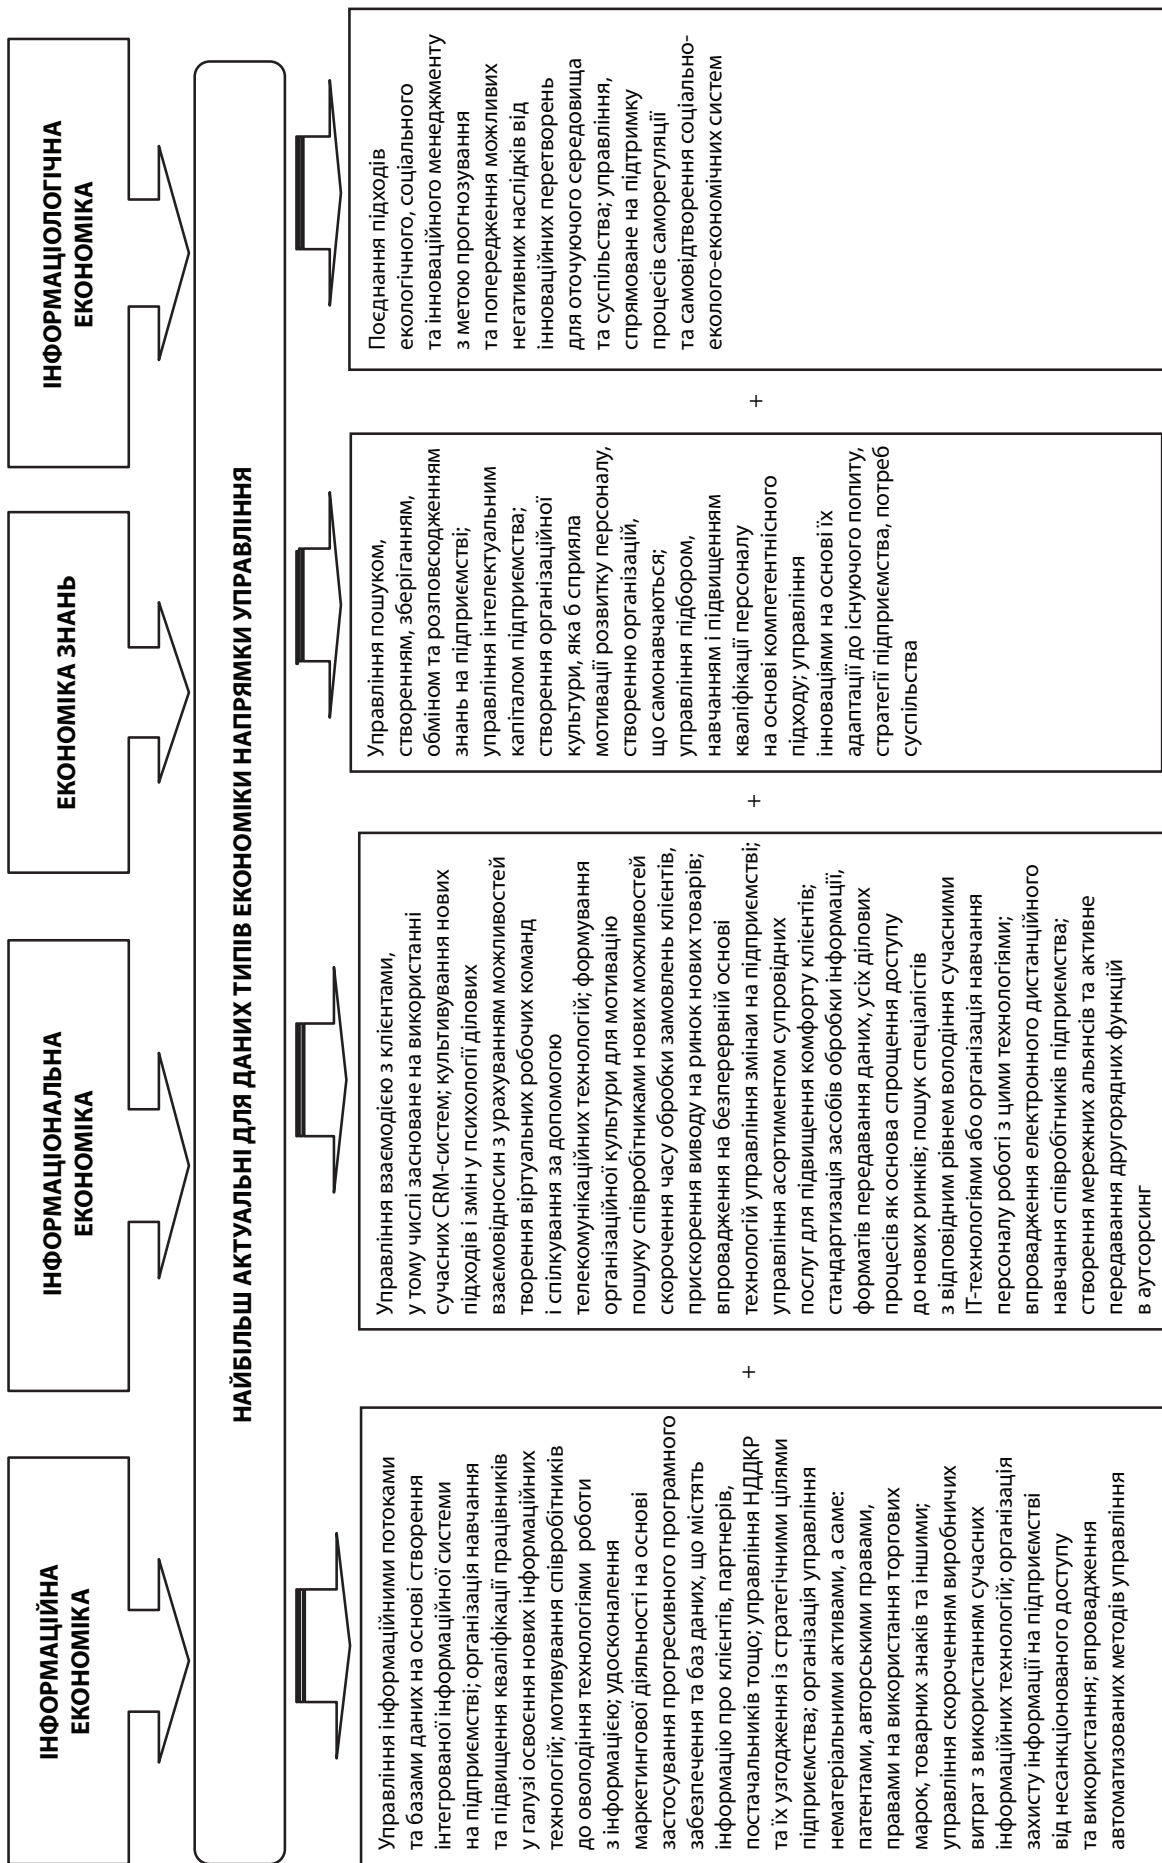 ІНФОРМАЦІЙНА
ЕКОНОМІКА
ІНФОРМАЦІОНАЛЬНА
ЕКОНОМІКА
ЕКОНОМІКА ЗНАНЬ
ІНФОРМАЦІОЛОГІЧНА
ЕКОНОМІКА
НАЙБІЛЬШ АКТУАЛЬНІ ДЛЯ ДАНИХ ТИПІВ ЕКОНОМІКИ НАПРЯМКИ УПРАВЛІННЯ
Управління інформаційними потоками
та базами даних на основі створення
інтегрованої інформаційної системи
на підприємстві; організація навчання
та підвищення кваліфікації працівників
у галузі освоєння нових інформаційних
технологій; мотивування співробітників
до оволодіння технологіями роботи
з інформацією; удосконалення
маркетингової діяльності на основі
застосування прогресивного програмного
забезпечення та баз даних, що містять
інформацію про клієнтів, партнерів,
постачальників тощо; управління НДДКР
та їх узгодження із стратегічними цілями
підприємства; організація управління
нематеріальними активами, а саме:
патентами, авторськими правами,
правами на використання торгових
марок, товарних знаків та іншими;
управління скороченням виробничих
витрат з використанням сучасних
інформаційних технологій; організація
захисту інформації на підприємстві
від несанкціонованого доступу
та використання; впровадження
автоматизованих методів управління
+
Управління взаємодією з клієнтами,
у тому числі засноване на використанні
сучасних CRM-систем; культивування нових
підходів і змін у психології ділових
взаємовідносин з урахуванням можливостей
творення віртуальних робочих команд
і спілкування за допомогою
телекомунікаційних технологій; формування
організаційної культури для мотивацію
пошуку співробітниками нових можливостей
скорочення часу обробки замовлень клієнтів,
прискорення виводу на ринок нових товарів;
впровадження на безперервній основі
технологій управління змінаи на підприємстві;
управління асортиментом супровідних
послуг для підвищення комфорту клієнтів;
стандартизація засобів обробки інформації,
форматів передавання даних, усіх ділових
процесів як основа спрощення доступу
до нових ринків; пошук спеціалістів
з відповідним рівнем володіння сучасними
ІТ-технологіями або організація навчання
персоналу роботі з цими технологіями;
впровадження електронного дистанційного
навчання співробітників підприємства;
створення мережних альянсів та активне
передавання другорядних функцій
в аутсорсинг
+
Управління пошуком,
створенням, зберіганням,
обміном та розповсюдженням
знань на підприємстві;
управління інтелектуальним
капіталом підприємства;
створення організаційної
культури, яка б сприяла
мотивації розвитку персоналу,
створенню організацій,
що самонавчаються;
управління підбором,
навчанням і підвищенням
кваліфікації персоналу
на основі компетентнісного
підходу; управління
інноваціями на основі їх
адаптації до існуючого попиту,
стратегії підприємства, потреб
суспільства
+
Поєднання підходів
екологічного, соціального
та інноваційного менеджменту
з метою прогнозування
та попередження можливих
негативних наслідків від
інноваційних перетворень
для оточуючого середовища
та суспільства; управління,
спрямоване на підтримку
процесів саморегуляції
та самовідтворення соціально-
еколого-економічних систем